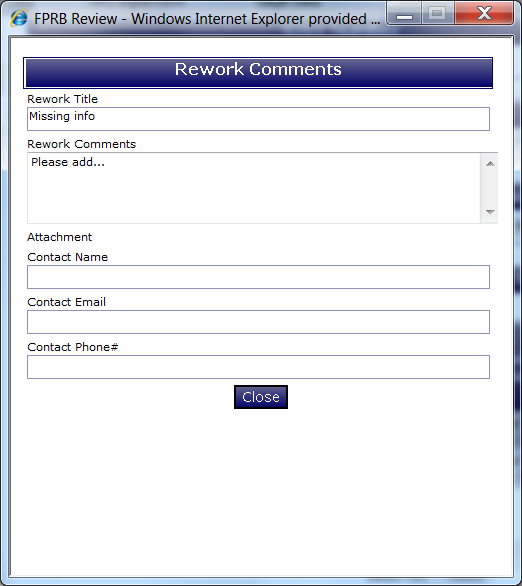 FPRB Review - Windows Internet Explorer provided ...
Rework Comments
Rework Title
Missing info
Rework Comments
Please add...
Attachment
Contact Name
Contact Email
Contact Phone#
Close